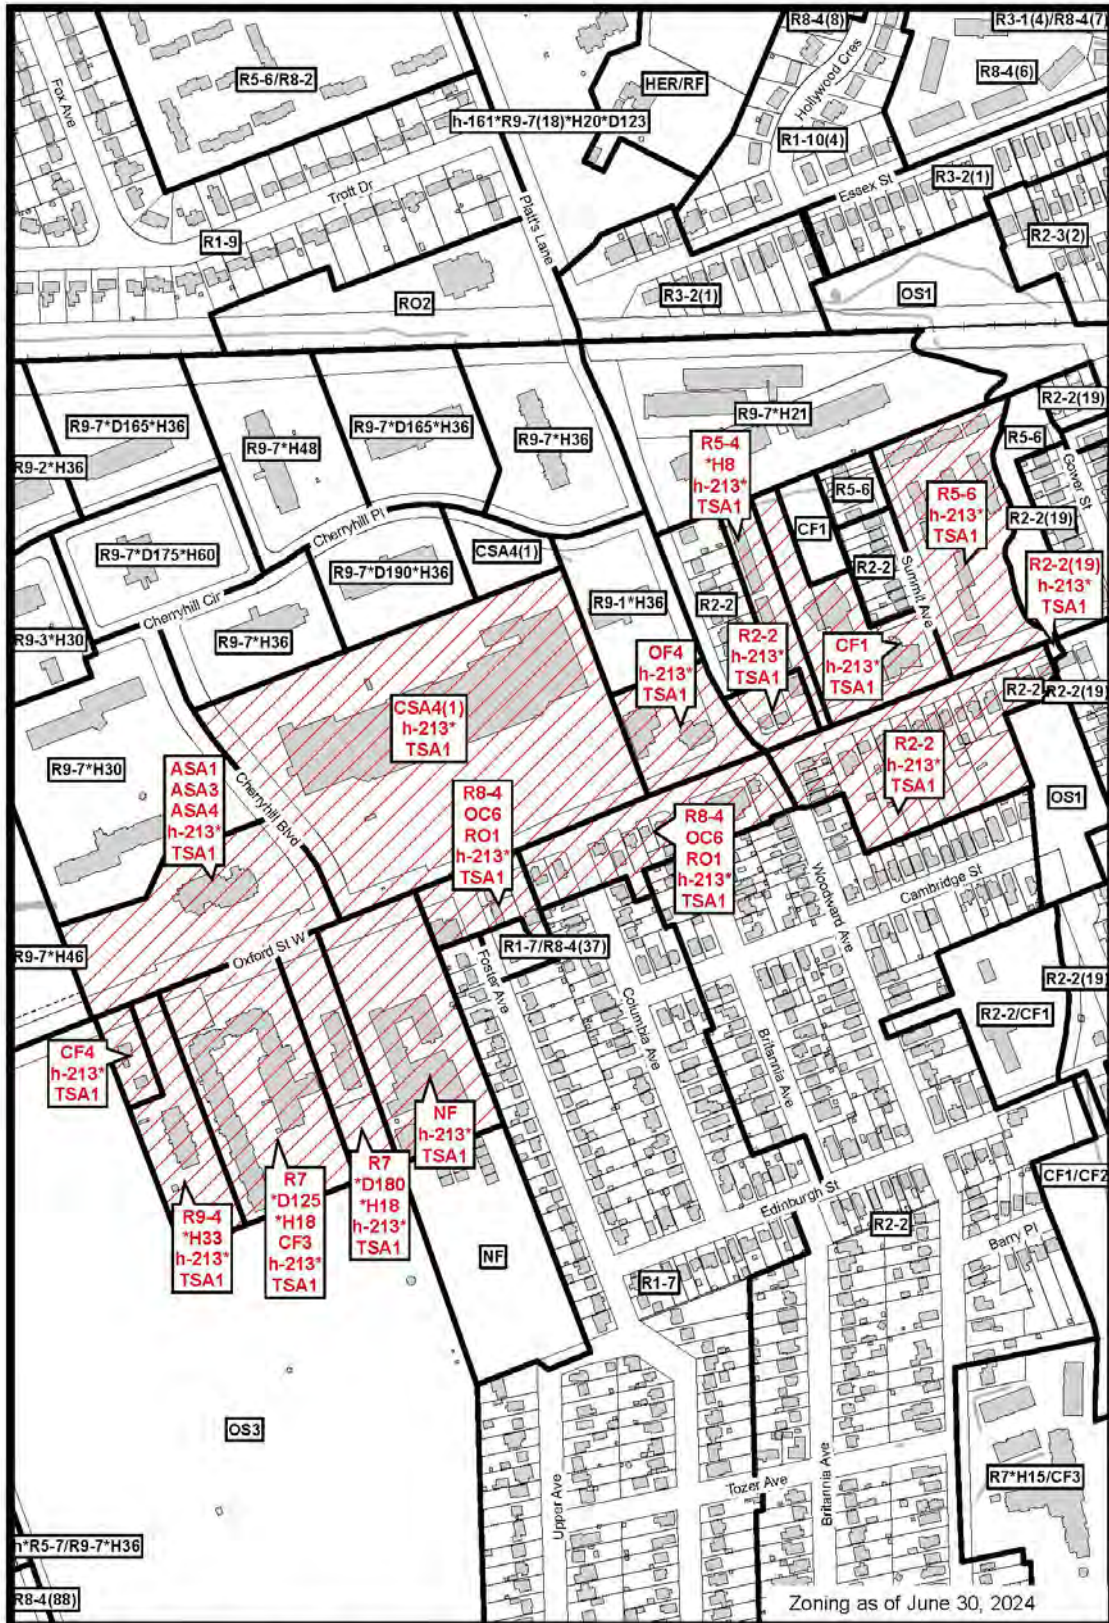 R8-4(8)
R3-1(4)/R8-4(7)
Fox Ave
R5-6/R8-2
HER/RF
Hollywood Cres
R8-4(6)
h-161*R9-7(18)*H20*D123
R1-10(4)
Trott Dr
Platt's Lane
Essex St
R3-2(1)
R1-9
R2-3(2)
RO2
R3-2(1)
OS1
R9-7*D165*H36
R9-7*H48
R9-7*D165*H36
R9-7*H36
R9-7*H21
R2-2(19)
R5-6
Gower St
R9-2*H36
R5-4
*H8
h-213*
TSA1
R5-6
CF1
R5-6
h-213*
TSA1
R2-2(19)
Cherryhill Pl
CSA4(1)
R9-7*D175*H60
R9-7*D190*H36
R2-2
Summit Ave
R2-2(19)
h-213*
TSA1
R9-1*H36
R2-2
Cherryhill Cir
R9-3*H30
R9-7*H36
OF4
h-213*
TSA1
R2-2
h-213*
TSA1
CF1
h-213*
TSA1
R2-2
R2-2(19)
CSA4(1)
h-213*
TSA1
R9-7*H30
R2-2
h-213*
TSA1
OS1
ASA1
ASA3
ASA4
h-213*
TSA1
Cherryhill Blvd
R8-4
OC6
RO1
h-213*
TSA1
R8-4
OC6
RO1
h-213*
TSA1
Woodward Ave
Cambridge St
R9-7*H46
Oxford St W
R1-7/R8-4(37)
Foster Ave
Columbia Ave
Britannia Ave
R2-2(19)
R2-2/CF1
CF4
h-213*
TSA1
NF
h-213*
TSA1
R9-4
*H33
h-213*
TSA1
R7
*D125
*H18
CF3
h-213*
TSA1
R7
*D180
*H18
h-213*
TSA1
Edinburgh St
CF1/CF2
R2-2
Barry Pl
NF
R1-7
OS3
Upper Ave
Tozer Ave
Britannia Ave
R7*H15/CF3
h*R5-7/R9-7*H36
R8-4(88)
Zoning as of June 30, 2024